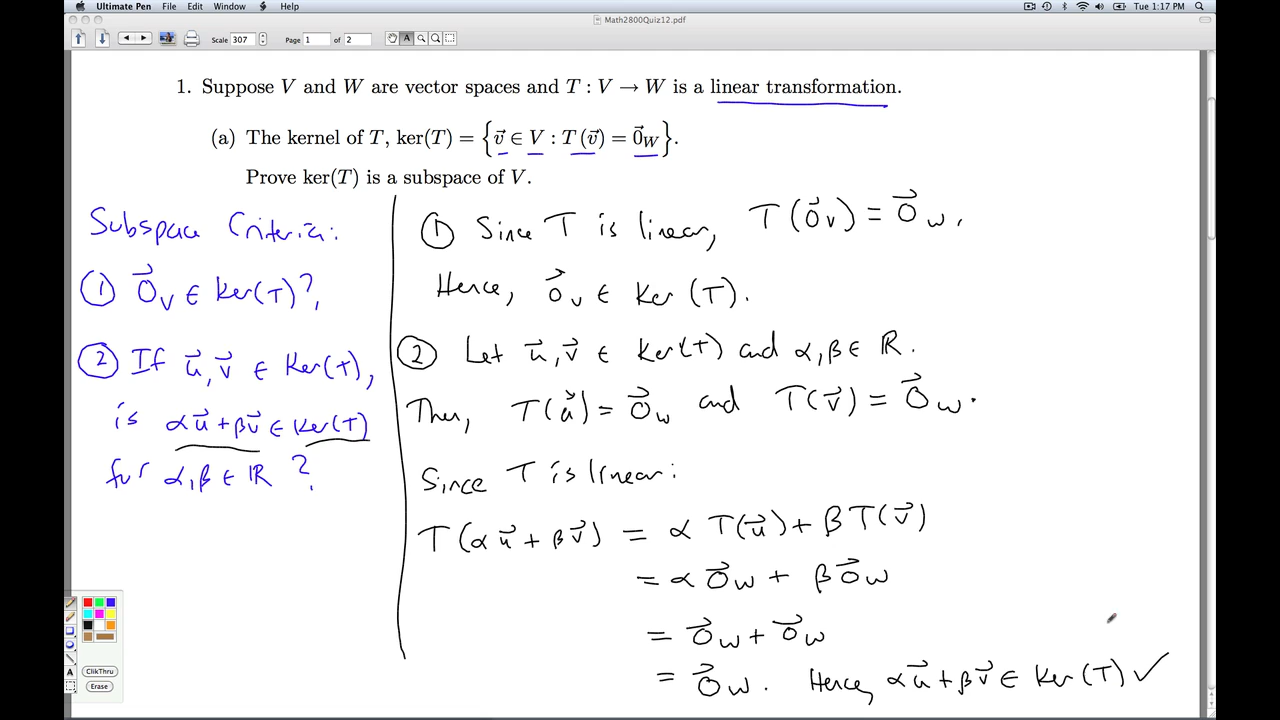 Ultimate Pen File Edit Window Help Tue 1:17 PM
Math2800Quiz12.pdf
Scale 307 Page 1 of 2 A
1. Suppose V and W are vector spaces and T : V → W is a linear transformation.
(a) The kernel of T, ker(T) = {v⃗ ∈ V : T(v⃗) = 0⃗_W}.
Prove ker(T) is a subspace of V.
Subspace Criteria:
① 0⃗_V ∈ Ker(T)?,
② If u⃗, v⃗ ∈ Ker(T),
is αu⃗ + βv⃗ ∈ Ker(T)
for α, β ∈ ℝ ?
① Since T is linear, T(0⃗_V) = 0⃗_W.
Hence, 0⃗_V ∈ Ker(T).
② Let u⃗, v⃗ ∈ Ker(T) and α, β ∈ ℝ.
Then, T(u⃗) = 0⃗_W and T(v⃗) = 0⃗_W.
Since T is linear:
T(αu⃗ + βv⃗) = α T(u⃗) + β T(v⃗)
= α 0⃗_W + β 0⃗_W
= 0⃗_W + 0⃗_W
= 0⃗_W. Hence, αu⃗ + βv⃗ ∈ Ker(T) ✓
A
ClikThru
Erase